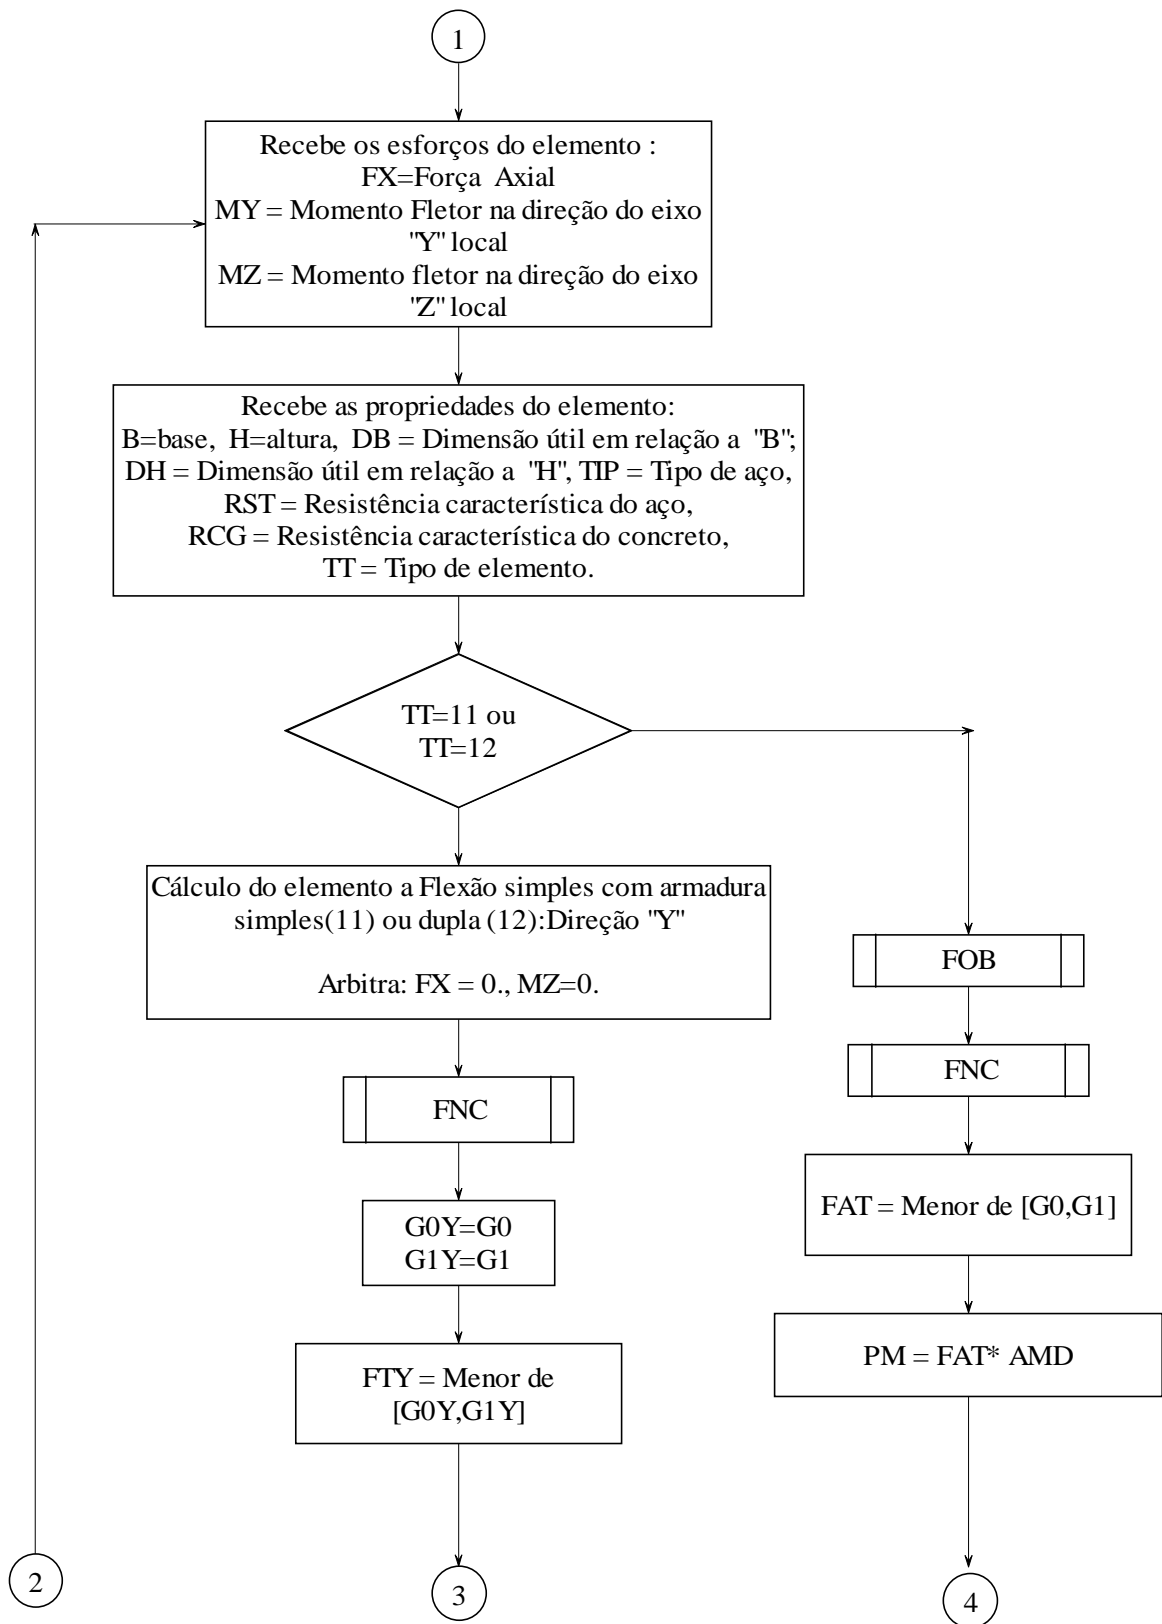 1
Recebe os esforços do elemento :
FX=Força Axial
MY = Momento Fletor na direção do eixo
"Y" local
MZ = Momento fletor na direção do eixo
"Z" local
Recebe as propriedades do elemento:
B=base, H=altura, DB = Dimensão útil em relação a "B";
DH = Dimensão útil em relação a "H", TIP = Tipo de aço,
RST = Resistência característica do aço,
RCG = Resistência característica do concreto,
TT = Tipo de elemento.
TT=11 ou
TT=12
Cálculo do elemento a Flexão simples com armadura
simples(11) ou dupla (12):Direção "Y"
Arbitra: FX = 0., MZ=0.
FNC
G0Y=G0
G1Y=G1
FTY = Menor de
[G0Y,G1Y]
FOB
FNC
FAT = Menor de [G0,G1]
PM = FAT* AMD
2
3
4